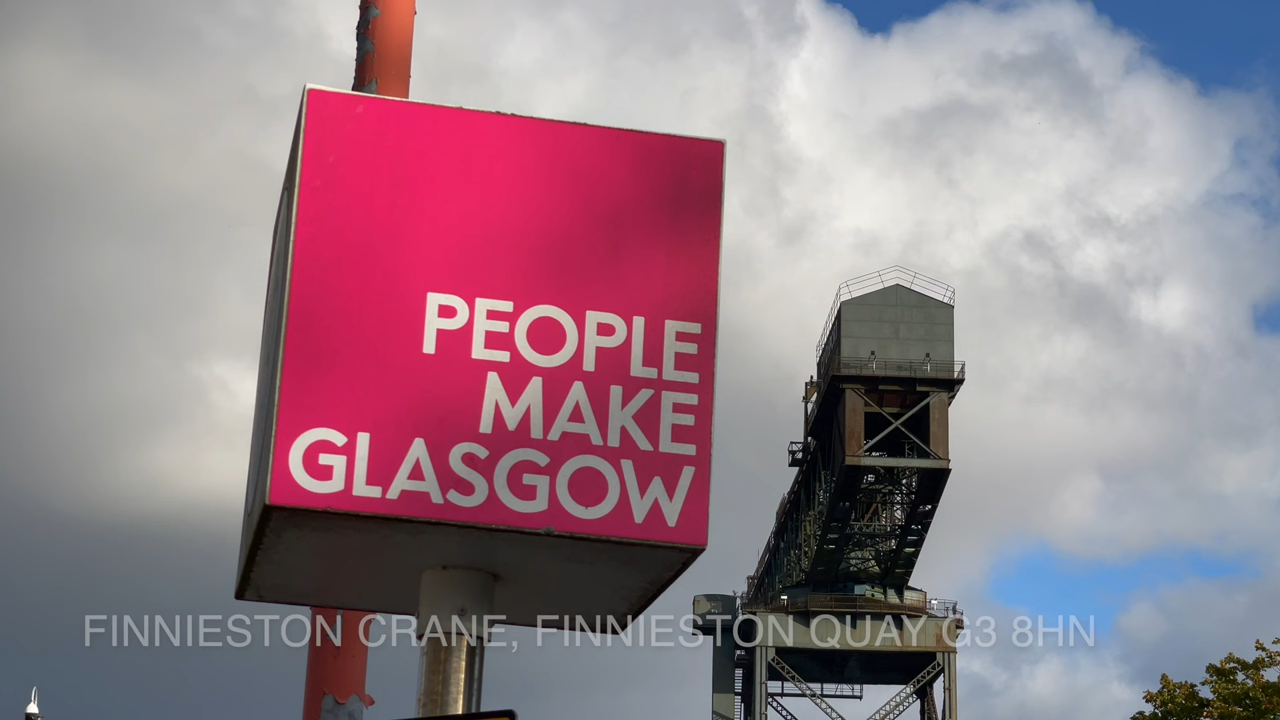 PEOPLE
MAKE
GLASGOW
FINNIESTON CRANE, FINNIESTON QUAY G3 8HN